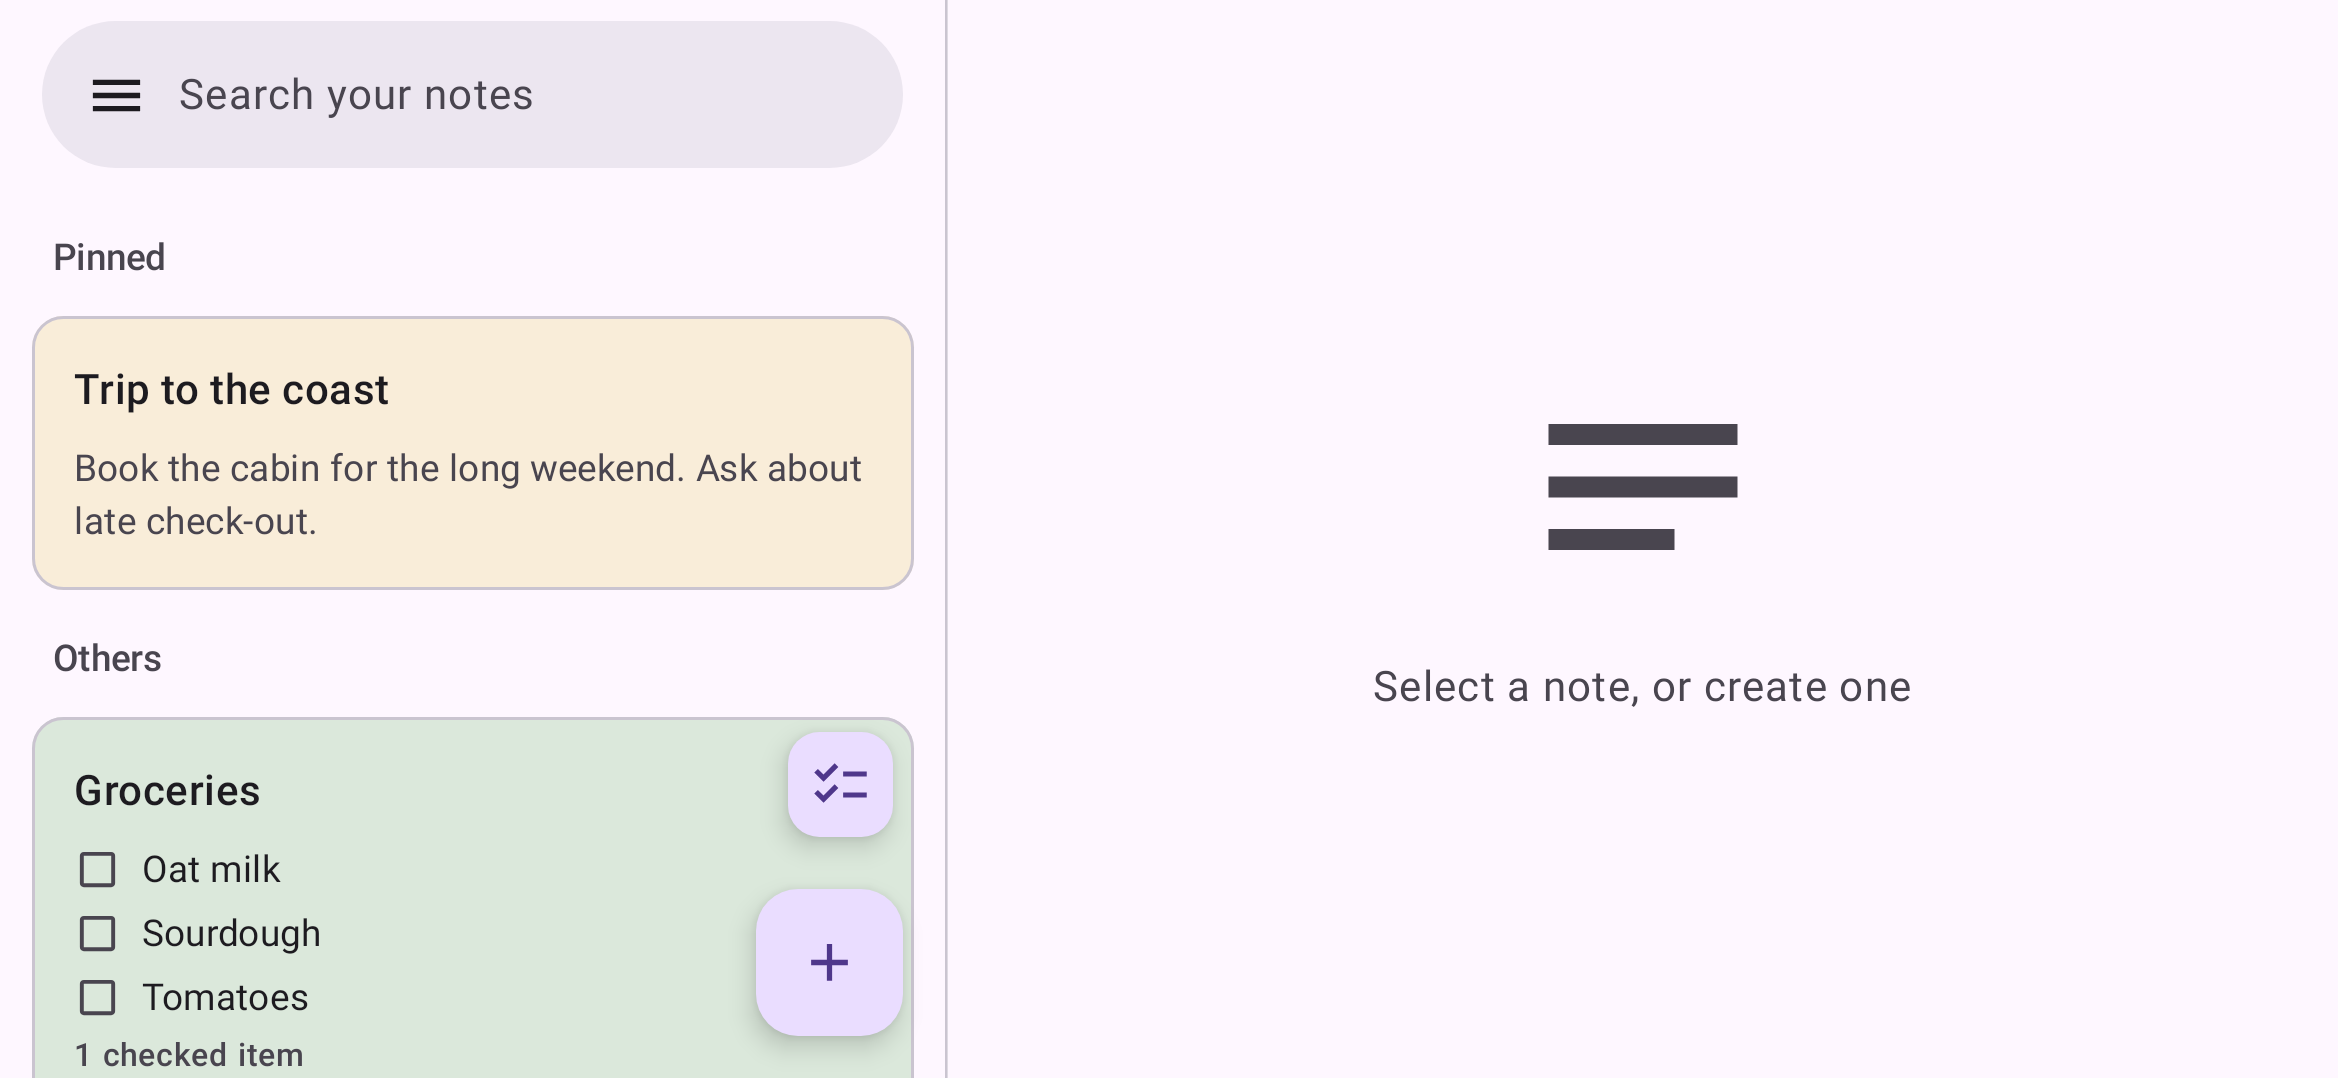 Search your notes
Pinned
Trip to the coast
Book the cabin for the long weekend. Ask about
late check-out.
Others
Groceries
Oat milk
Sourdough
Tomatoes
1 checked item
Select a note, or create one